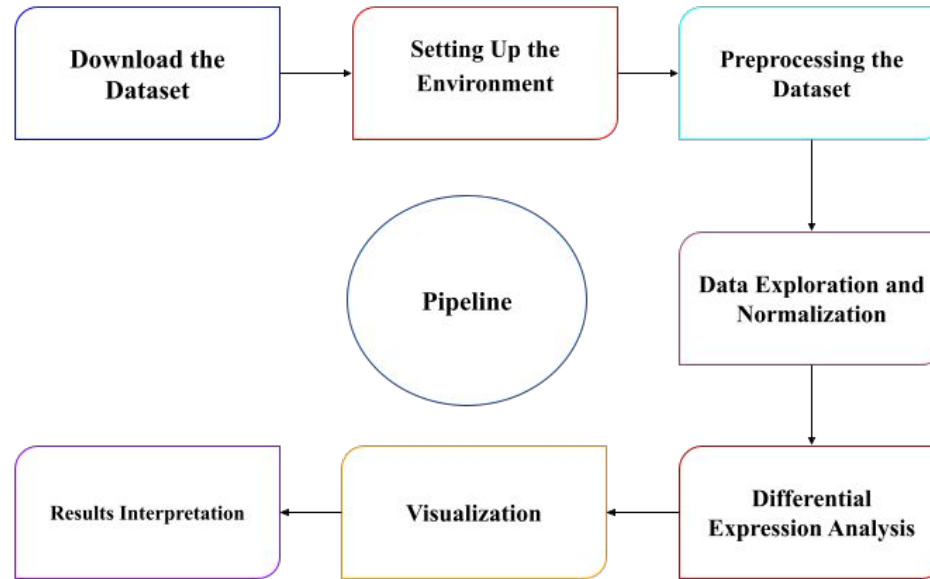 Download the
Dataset
Setting Up the
Environment
Preprocessing the
Dataset
Data Exploration and
Normalization
Pipeline
Differential
Expression Analysis
Visualization
Results Interpretation